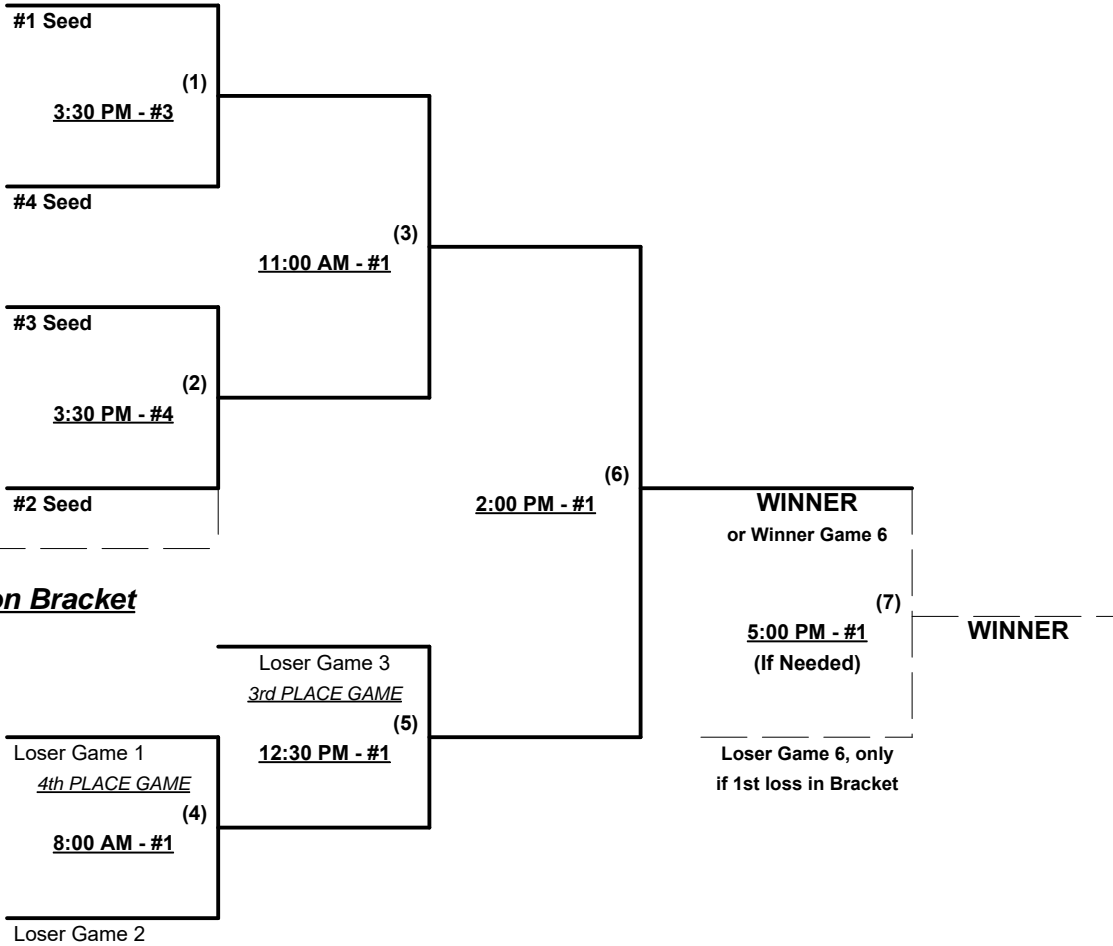 #1 Seed
(1)
3:30 PM - #3
#4 Seed
(3)
11:00 AM - #1
#3 Seed
(2)
3:30 PM - #4
#2 Seed
(6)
2:00 PM - #1
WINNER
or Winner Game 6
(7)
5:00 PM - #1
(If Needed)
WINNER
Loser Game 6, only
if 1st loss in Bracket
on Bracket
Loser Game 3
3rd PLACE GAME
(5)
12:30 PM - #1
Loser Game 1
4th PLACE GAME
(4)
8:00 AM - #1
Loser Game 2